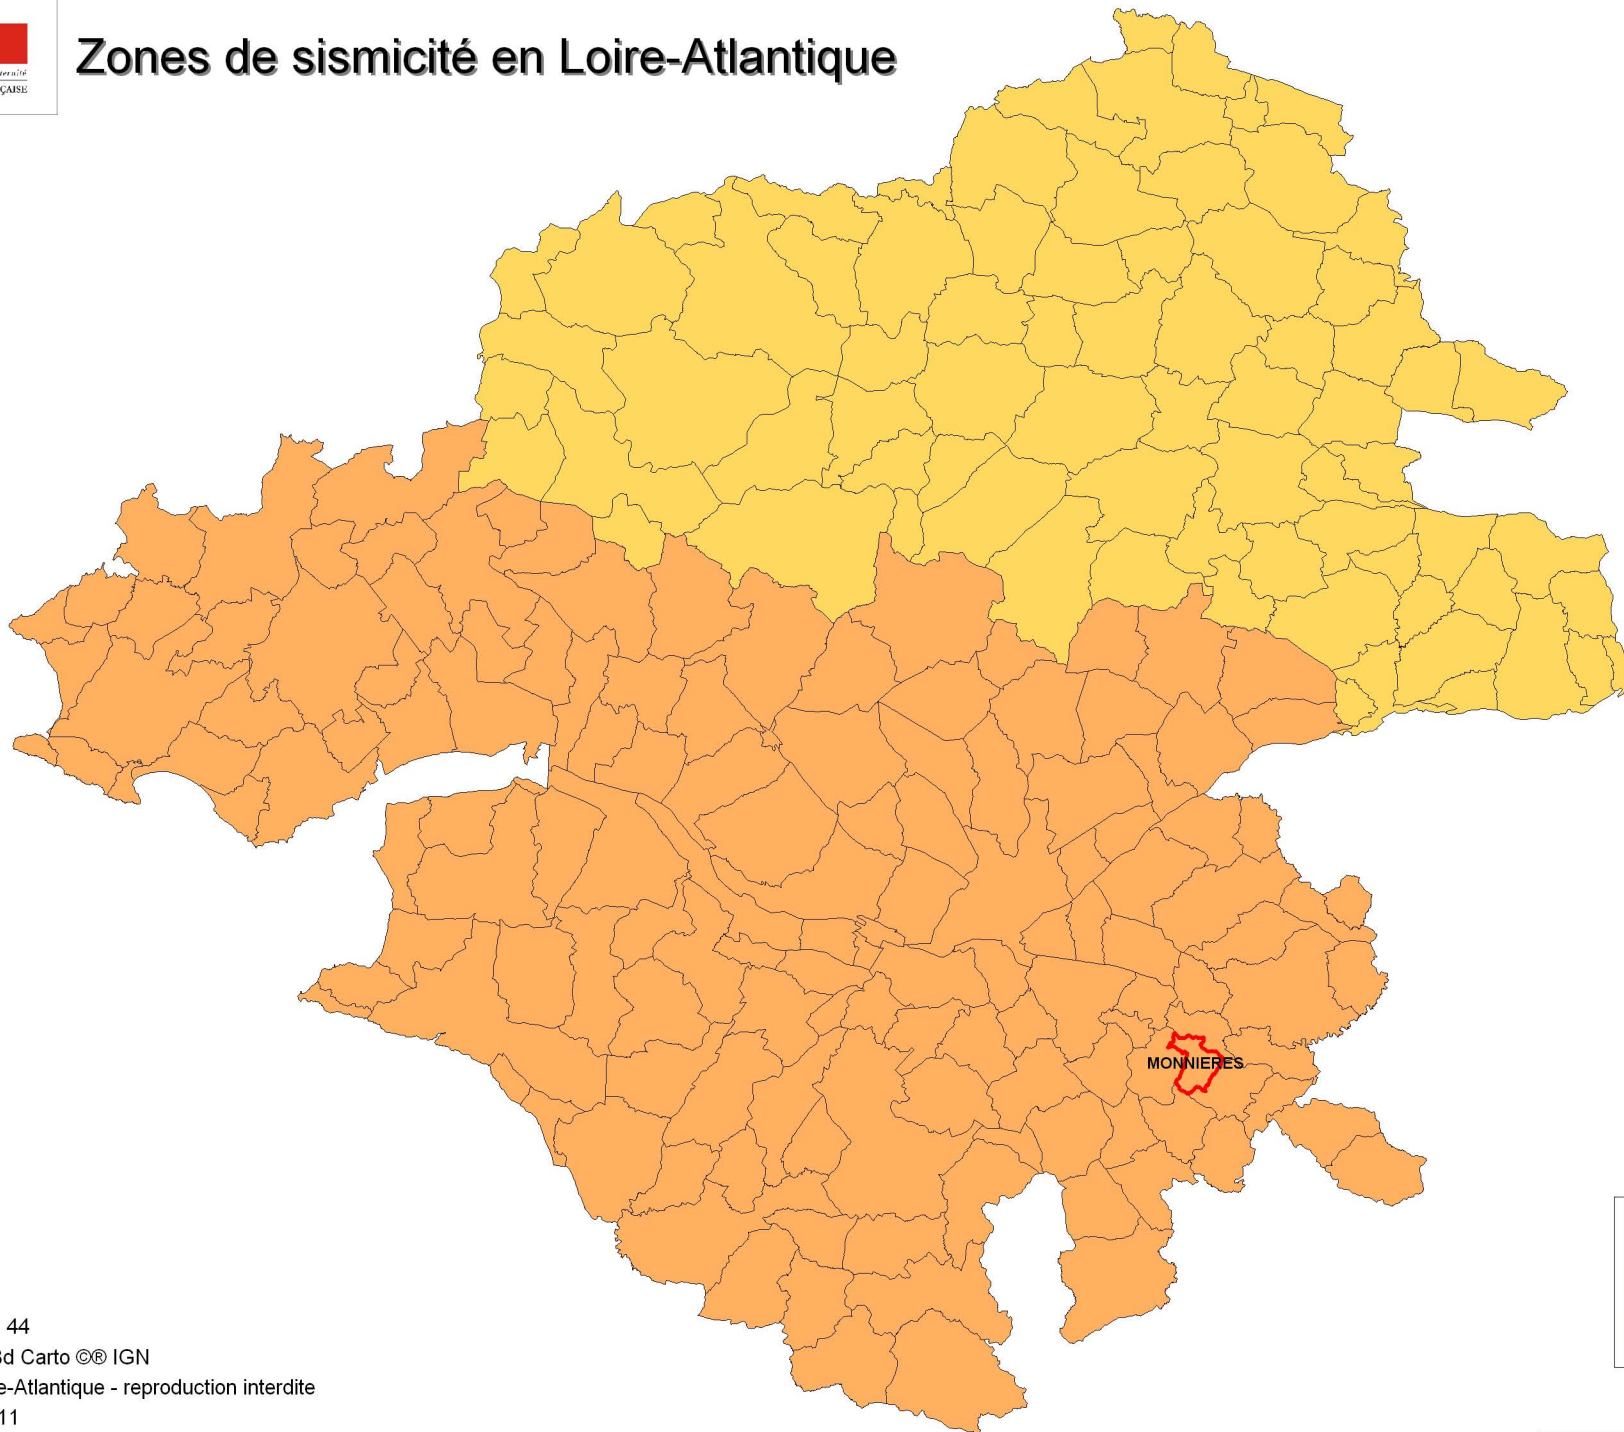 Zones de sismicité en Loire-Atlantique
MONNIERES
44
Carto ©® IGN
-Atlantique - reproduction interdite
11